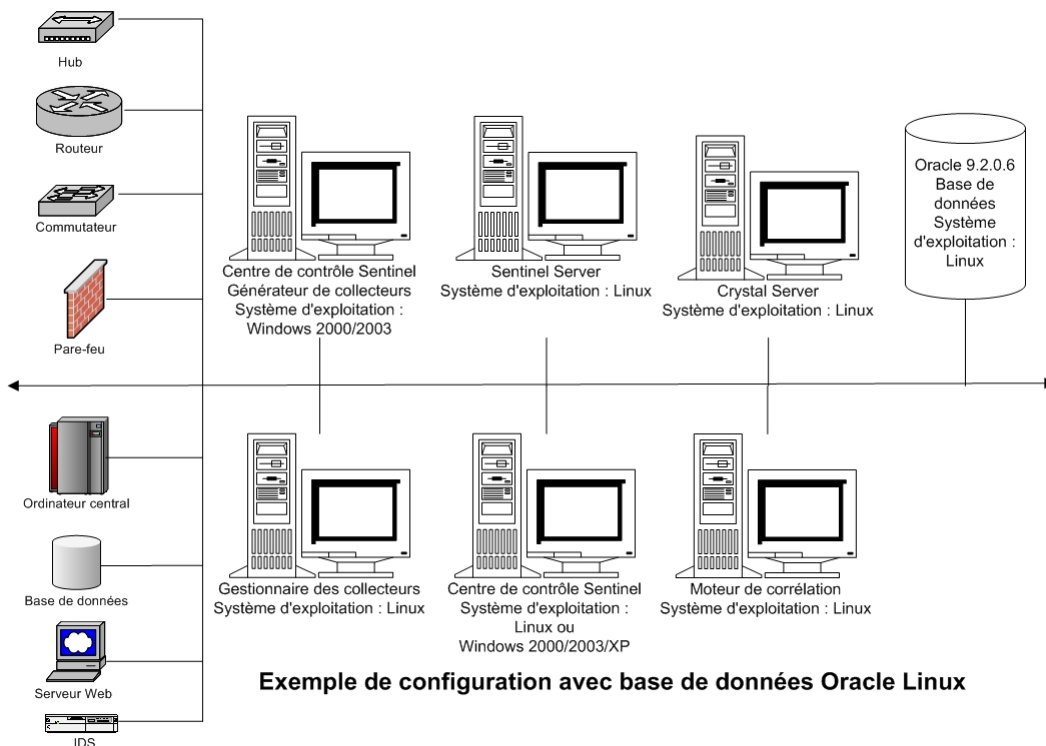 Hub
Routeur
Commutateur
Pare-feu
Ordinateur central
Base de données
Serveur Web
IDS
Centre de contrôle Sentinel
Générateur de collecteurs
Système d'exploitation :
Windows 2000/2003
Sentinel Server
Système d'exploitation : Linux
Crystal Server
Système d'exploitation : Linux
Oracle 9.2.0.6
Base de
données
Système
d'exploitation :
Linux
Gestionnaire des collecteurs
Système d'exploitation : Linux
Centre de contrôle Sentinel
Système d'exploitation :
Linux ou
Windows 2000/2003/XP
Moteur de corrélation
Système d'exploitation : Linux
Exemple de configuration avec base de données Oracle Linux